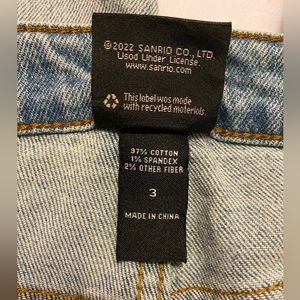 ©2022 SANRIO CO., LTD.
Used Under License.
www.sanrio.com
This label was made
with recycled materials.
97% COTTON
1% SPANDEX
2% OTHER FIBER
3
MADE IN CHINA